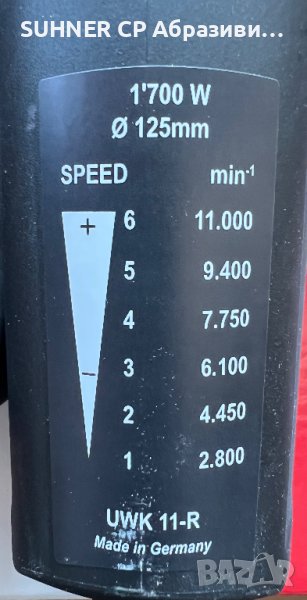 SUHNER CP Абразиви…
1'700 W
Ø 125mm
SPEED min⁻¹
+ 6 11.000
5 9.400
4 7.750
− 3 6.100
2 4.450
1 2.800
UWK 11-R
Made in Germany
BAZAR